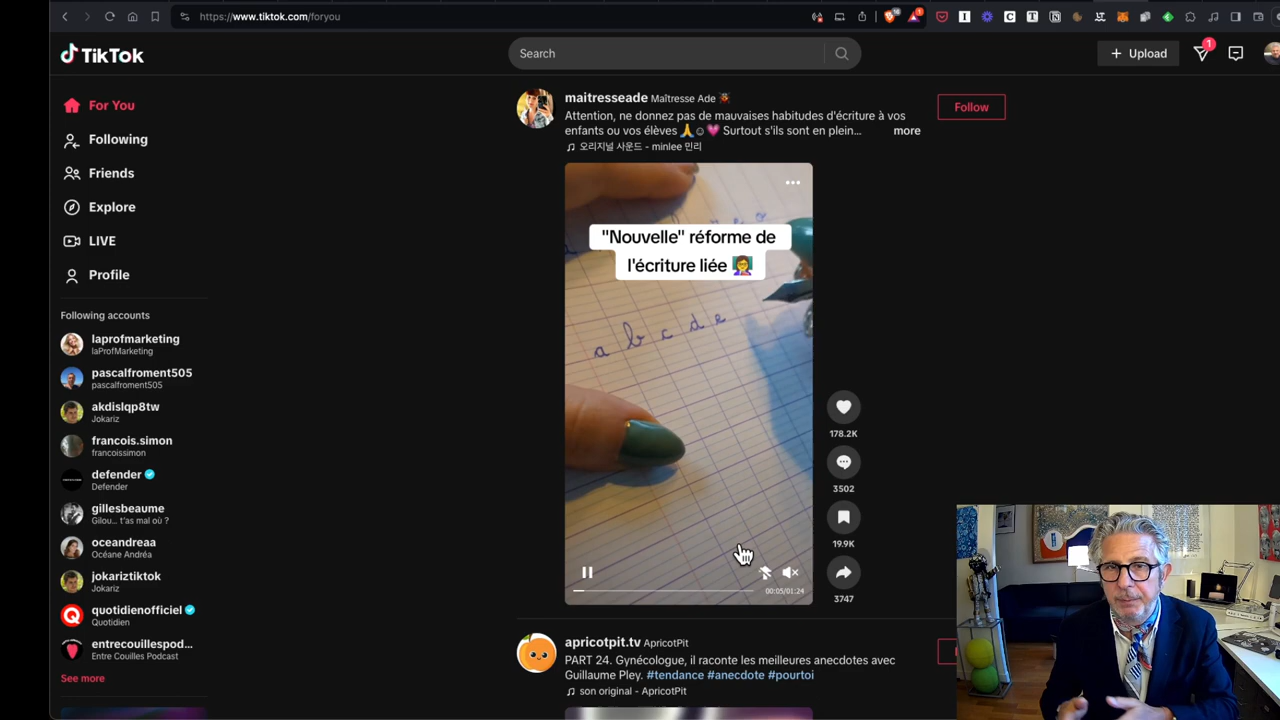 https://www.tiktok.com/foryou
TikTok
Search
+ Upload
1
For You
Following
Friends
Explore
LIVE
Profile
Following accounts
laprofmarketing
laProfMarketing
pascalfroment505
pascalfroment505
akdislqp8tw
Jokariz
francois.simon
francoissimon
defender
Defender
gillesbeaume
Gilou... t'as mal où ?
oceandreaa
Océane Andréa
jokariztiktok
Jokariz
quotidienofficiel
Quotidien
entrecouillespod...
Entre Couilles Podcast
See more
maitresseade Maîtresse Ade
Follow
Attention, ne donnez pas de mauvaises habitudes d'écriture à vos
enfants ou vos élèves 🙏☺💗 Surtout s'ils sont en plein... more
오리지널 사운드 - minlee 민리
"Nouvelle" réforme de
l'écriture liée 👩‍🏫
a b c d e
178.2K
3502
19.9K
3747
00:05/01:24
apricotpit.tv ApricotPit
PART 24. Gynécologue, il raconte les meilleures anecdotes avec
Guillaume Pley. #tendance #anecdote #pourtoi
son original - ApricotPit